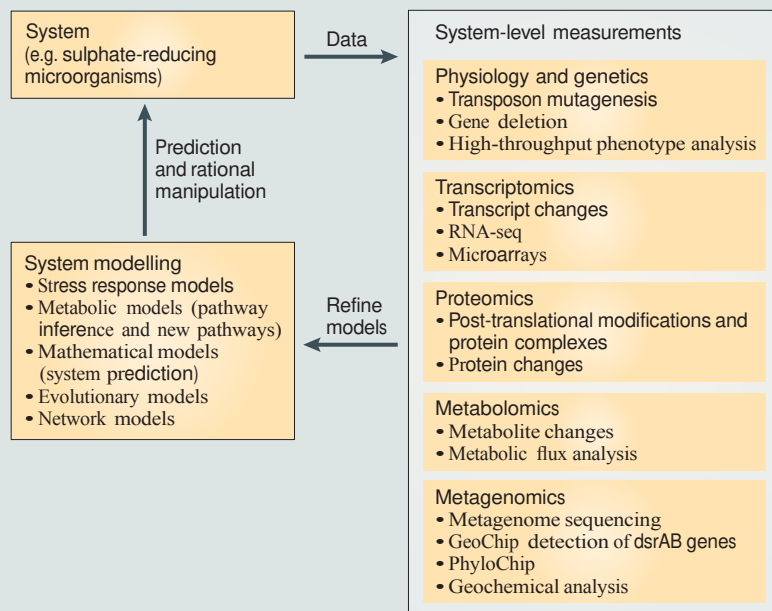 System
(e.g. sulphate-reducing
microorganisms)
Data
Prediction
and rational
manipulation
System modelling
• Stress response models
• Metabolic models (pathway
inference and new pathways)
• Mathematical models
(system prediction)
• Evolutionary models
• Network models
Refine
models
System-level measurements
Physiology and genetics
• Transposon mutagenesis
• Gene deletion
• High-throughput phenotype analysis
Transcriptomics
• Transcript changes
• RNA-seq
• Microarrays
Proteomics
• Post-translational modifications and
protein complexes
• Protein changes
Metabolomics
• Metabolite changes
• Metabolic flux analysis
Metagenomics
• Metagenome sequencing
• GeoChip detection of dsrAB genes
• PhyloChip
• Geochemical analysis